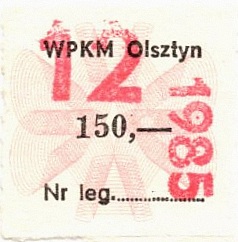 12
WPKM Olsztyn
1985
150,—
Nr leg....................